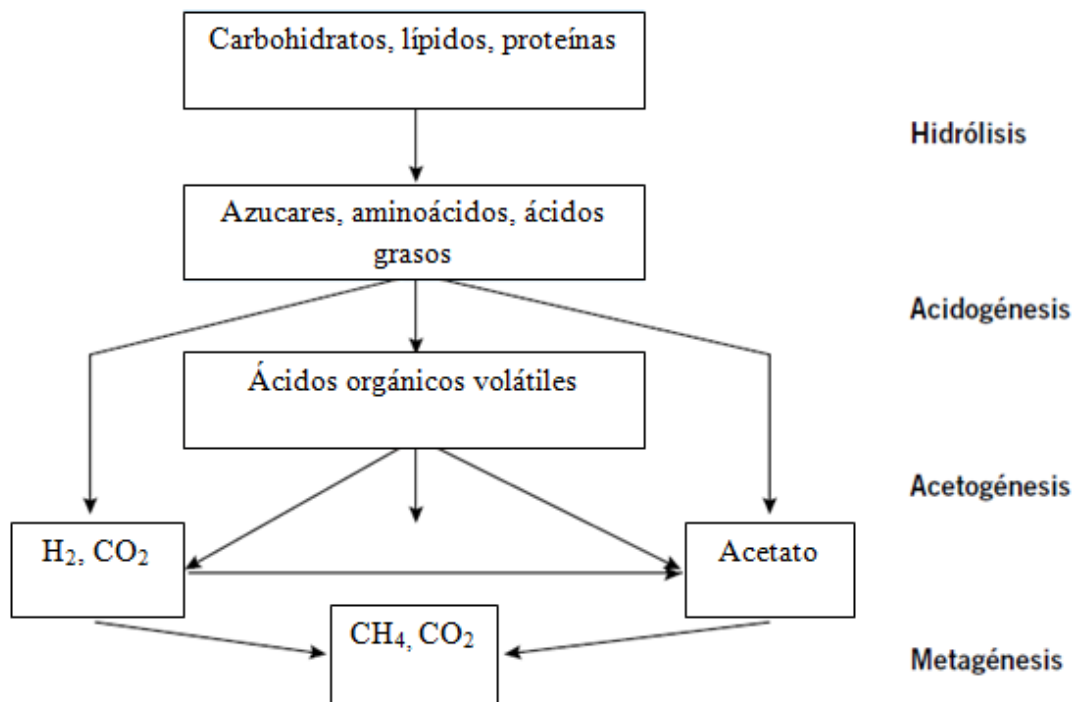 Carbohidratos, lípidos, proteínas
Hidrólisis
Azucares, aminoácidos, ácidos
grasos
Acidogénesis
Ácidos orgánicos volátiles
Acetogénesis
H₂, CO₂
Acetato
CH₄, CO₂
Metagénesis